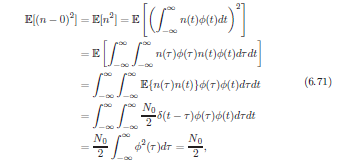 𝔼[(n − 0)²] = 𝔼[n²] = 𝔼[(∫_{−∞}^{∞} n(t)ϕ(t)dt)²]
= 𝔼[∫_{−∞}^{∞} ∫_{−∞}^{∞} n(τ)ϕ(τ)n(t)ϕ(t)dτdt]
= ∫_{−∞}^{∞} ∫_{−∞}^{∞} 𝔼{n(τ)n(t)}ϕ(τ)ϕ(t)dτdt (6.71)
= ∫_{−∞}^{∞} ∫_{−∞}^{∞} N₀/2 δ(t − τ)ϕ(τ)ϕ(t)dτdt
= N₀/2 ∫_{−∞}^{∞} ϕ²(τ)dτ = N₀/2,